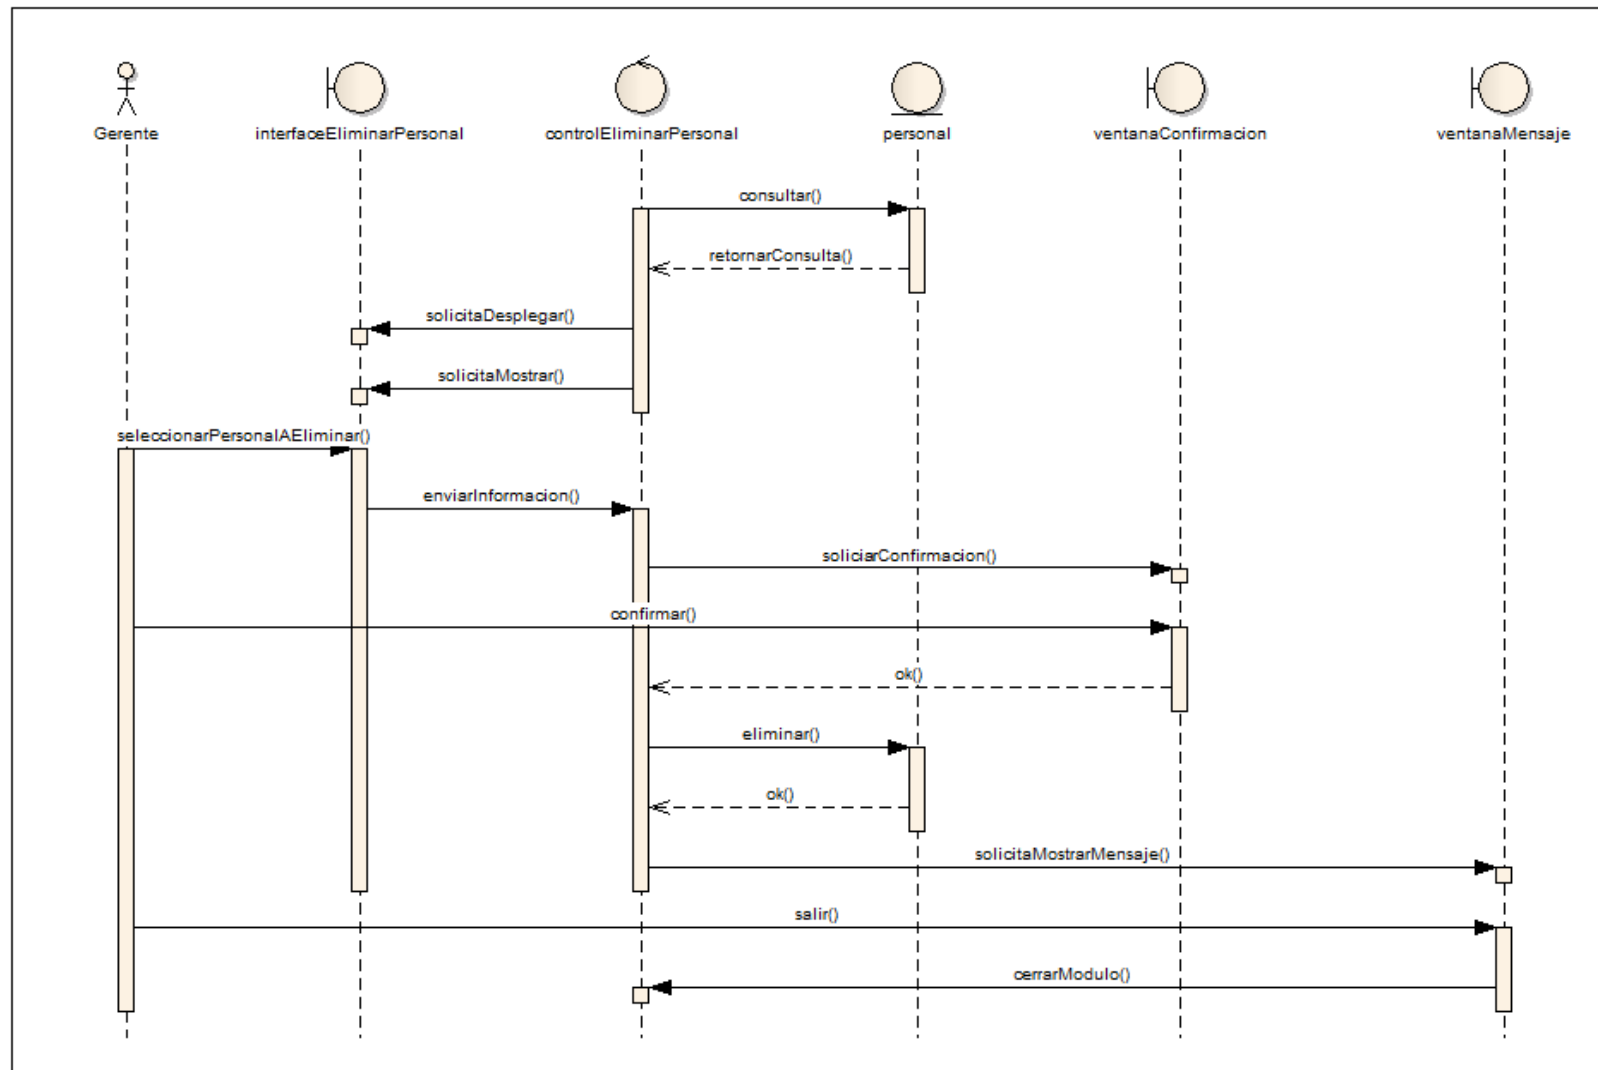 Gerente
interfaceEliminarPersonal
controlEliminarPersonal
personal
ventanaConfirmacion
ventanaMensaje
consultar()
retornarConsulta()
solicitaDesplegar()
solicitaMostrar()
seleccionarPersonalAEliminar()
enviarInformacion()
soliciarConfirmacion()
confirmar()
ok()
eliminar()
ok()
solicitaMostrarMensaje()
salir()
cerrarModulo()